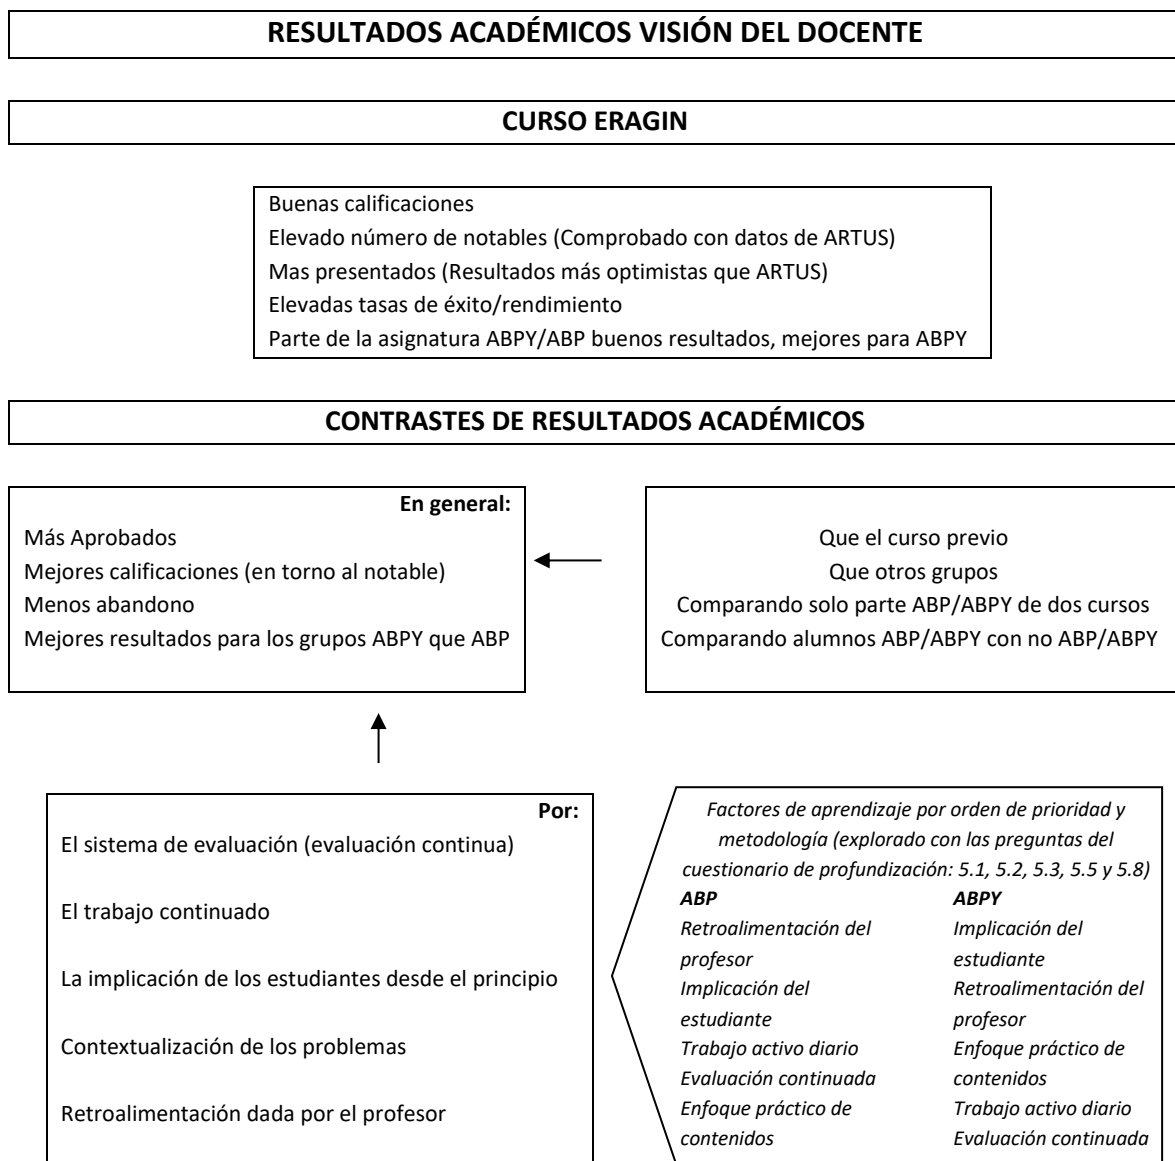 RESULTADOS ACADÉMICOS VISIÓN DEL DOCENTE
CURSO ERAGIN
Buenas calificaciones
Elevado número de notables (Comprobado con datos de ARTUS)
Mas presentados (Resultados más optimistas que ARTUS)
Elevadas tasas de éxito/rendimiento
Parte de la asignatura ABPY/ABP buenos resultados, mejores para ABPY
CONTRASTES DE RESULTADOS ACADÉMICOS
En general:
Más Aprobados
Mejores calificaciones (en torno al notable)
Menos abandono
Mejores resultados para los grupos ABPY que ABP
Que el curso previo
Que otros grupos
Comparando solo parte ABP/ABPY de dos cursos
Comparando alumnos ABP/ABPY con no ABP/ABPY
Por:
El sistema de evaluación (evaluación continua)
El trabajo continuado
La implicación de los estudiantes desde el principio
Contextualización de los problemas
Retroalimentación dada por el profesor
Factores de aprendizaje por orden de prioridad y
metodología (explorado con las preguntas del
cuestionario de profundización: 5.1, 5.2, 5.3, 5.5 y 5.8)
ABP
Retroalimentación del
profesor
Implicación del
estudiante
Trabajo activo diario
Evaluación continuada
Enfoque práctico de
contenidos
ABPY
Implicación del
estudiante
Retroalimentación del
profesor
Enfoque práctico de
contenidos
Trabajo activo diario
Evaluación continuada